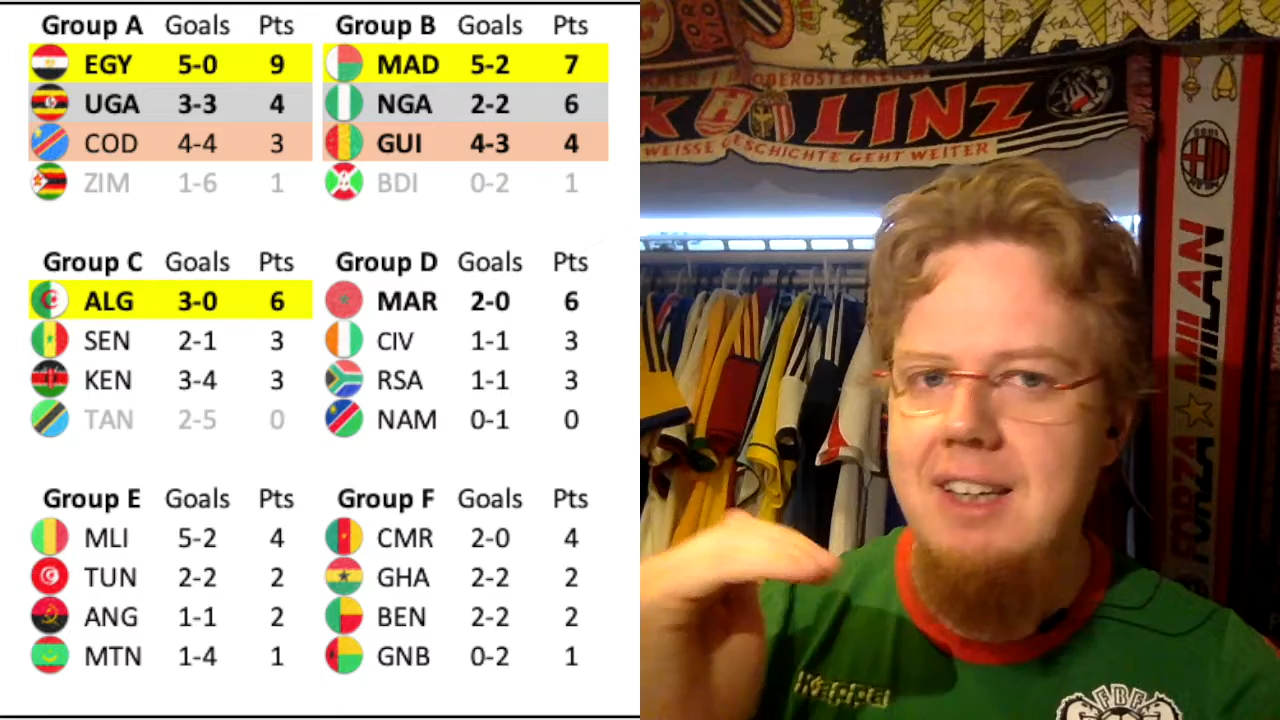 Group A Goals Pts
EGY 5-0 9
UGA 3-3 4
COD 4-4 3
ZIM 1-6 1
Group B Goals Pts
MAD 5-2 7
NGA 2-2 6
GUI 4-3 4
BDI 0-2 1
Group C Goals Pts
ALG 3-0 6
SEN 2-1 3
KEN 3-4 3
TAN 2-5 0
Group D Goals Pts
MAR 2-0 6
CIV 1-1 3
RSA 1-1 3
NAM 0-1 0
Group E Goals Pts
MLI 5-2 4
TUN 2-2 2
ANG 1-1 2
MTN 1-4 1
Group F Goals Pts
CMR 2-0 4
GHA 2-2 2
BEN 2-2 2
GNB 0-2 1
OBERÖSTERREICH
K LINZ
WEISSE GESCHICHTE GEHT WEITER
MILAN
FORZA MILAN
Kappa
FBF